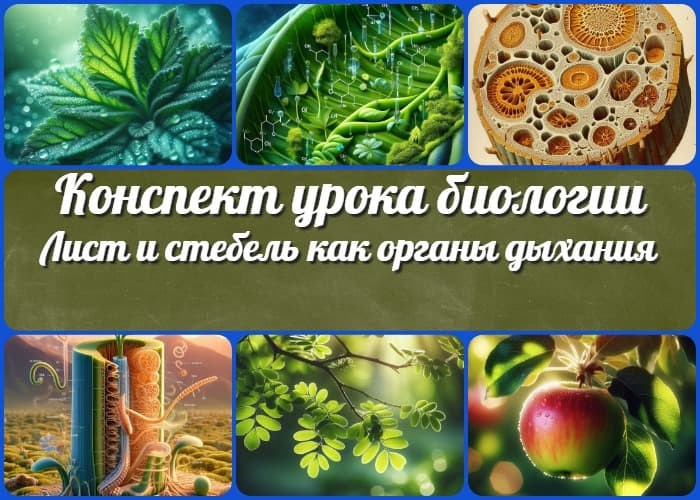 Конспект урока биологии
Лист и стебель как органы дыхания